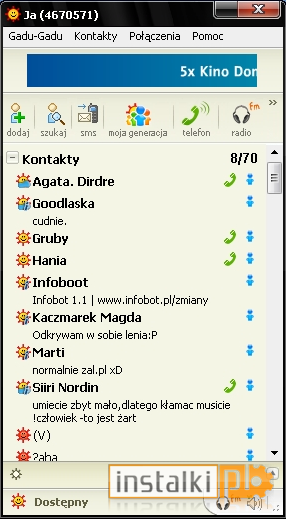 Ja (4670571)
Gadu-Gadu Kontakty Połączenia Pomoc
5x Kino Dom
dodaj szukaj sms moja generacja telefon radio
fm
Kontakty 8/70
Agata. Dirdre
Goodlaska
cudnie.
Gruby
Hania
Infoboot
Infobot 1.1 | www.infobot.pl/zmiany
Kaczmarek Magda
Odkrywam w sobie lenia:P
Marti
normalnie zal.pl xD
Siiri Nordin
umiecie zbyt mało,dlatego kłamac musicie
!człowiek -to jest żart
(V)
?aha
instalki pl
Dostępny
fm